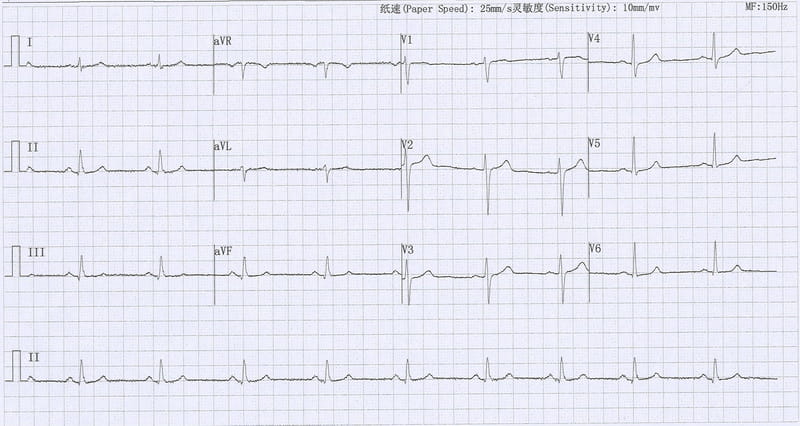 纸速(Paper Speed): 25mm/s灵敏度(Sensitivity): 10mm/mv MF:150Hz
I aVR V1 V4
II aVL V2 V5
III aVF V3 V6
II